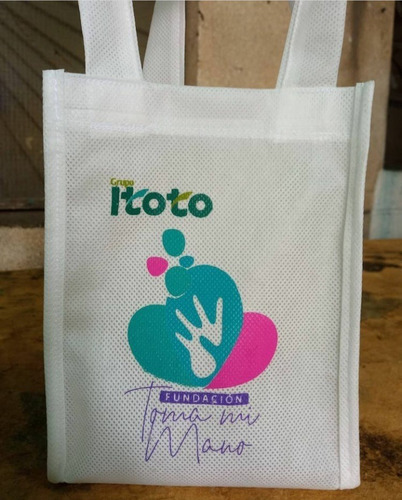 Grupo
Itoto
FUNDACIÓN
Toma mi
Mano